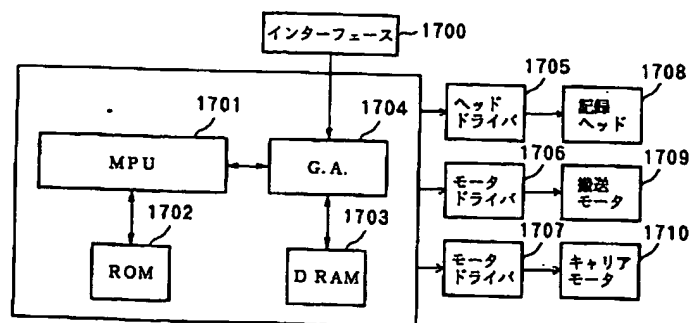 インターフェース
1700
1701
MPU
1702
ROM
1704
G.A.
1703
DRAM
1705
ヘッド
ドライバ
1708
記録
ヘッド
1706
モータ
ドライバ
1709
搬送
モータ
1707
モータ
ドライバ
1710
キャリア
モータ